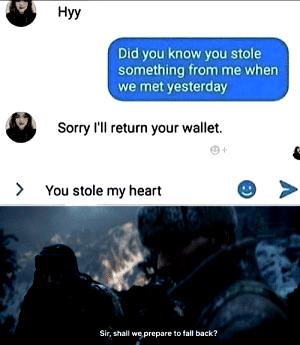 Hyy
Did you know you stole
something from me when
we met yesterday
Sorry I'll return your wallet.
You stole my heart
Sir, shall we prepare to fall back?